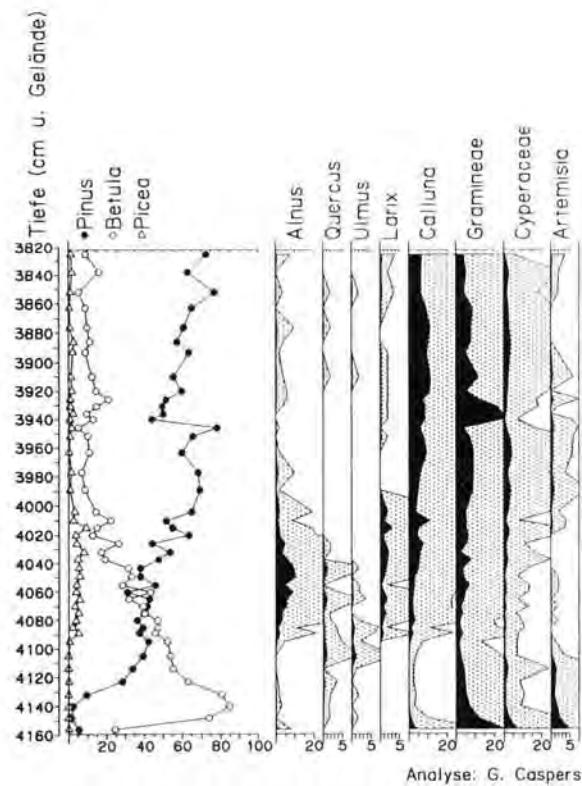 Tiefe (cm u. Gelände)
Pinus
Betula
Picea
Alnus
Quercus
Ulmus
Larix
Calluna
Gramineae
Cyperaceae
Artemisia
3820
3840
3860
3880
3900
3920
3940
3960
3980
4000
4020
4040
4060
4080
4100
4120
4140
4160
0 20 40 60 80 100
20
5
5
5
20
20
5
5
Analyse: G. Caspers